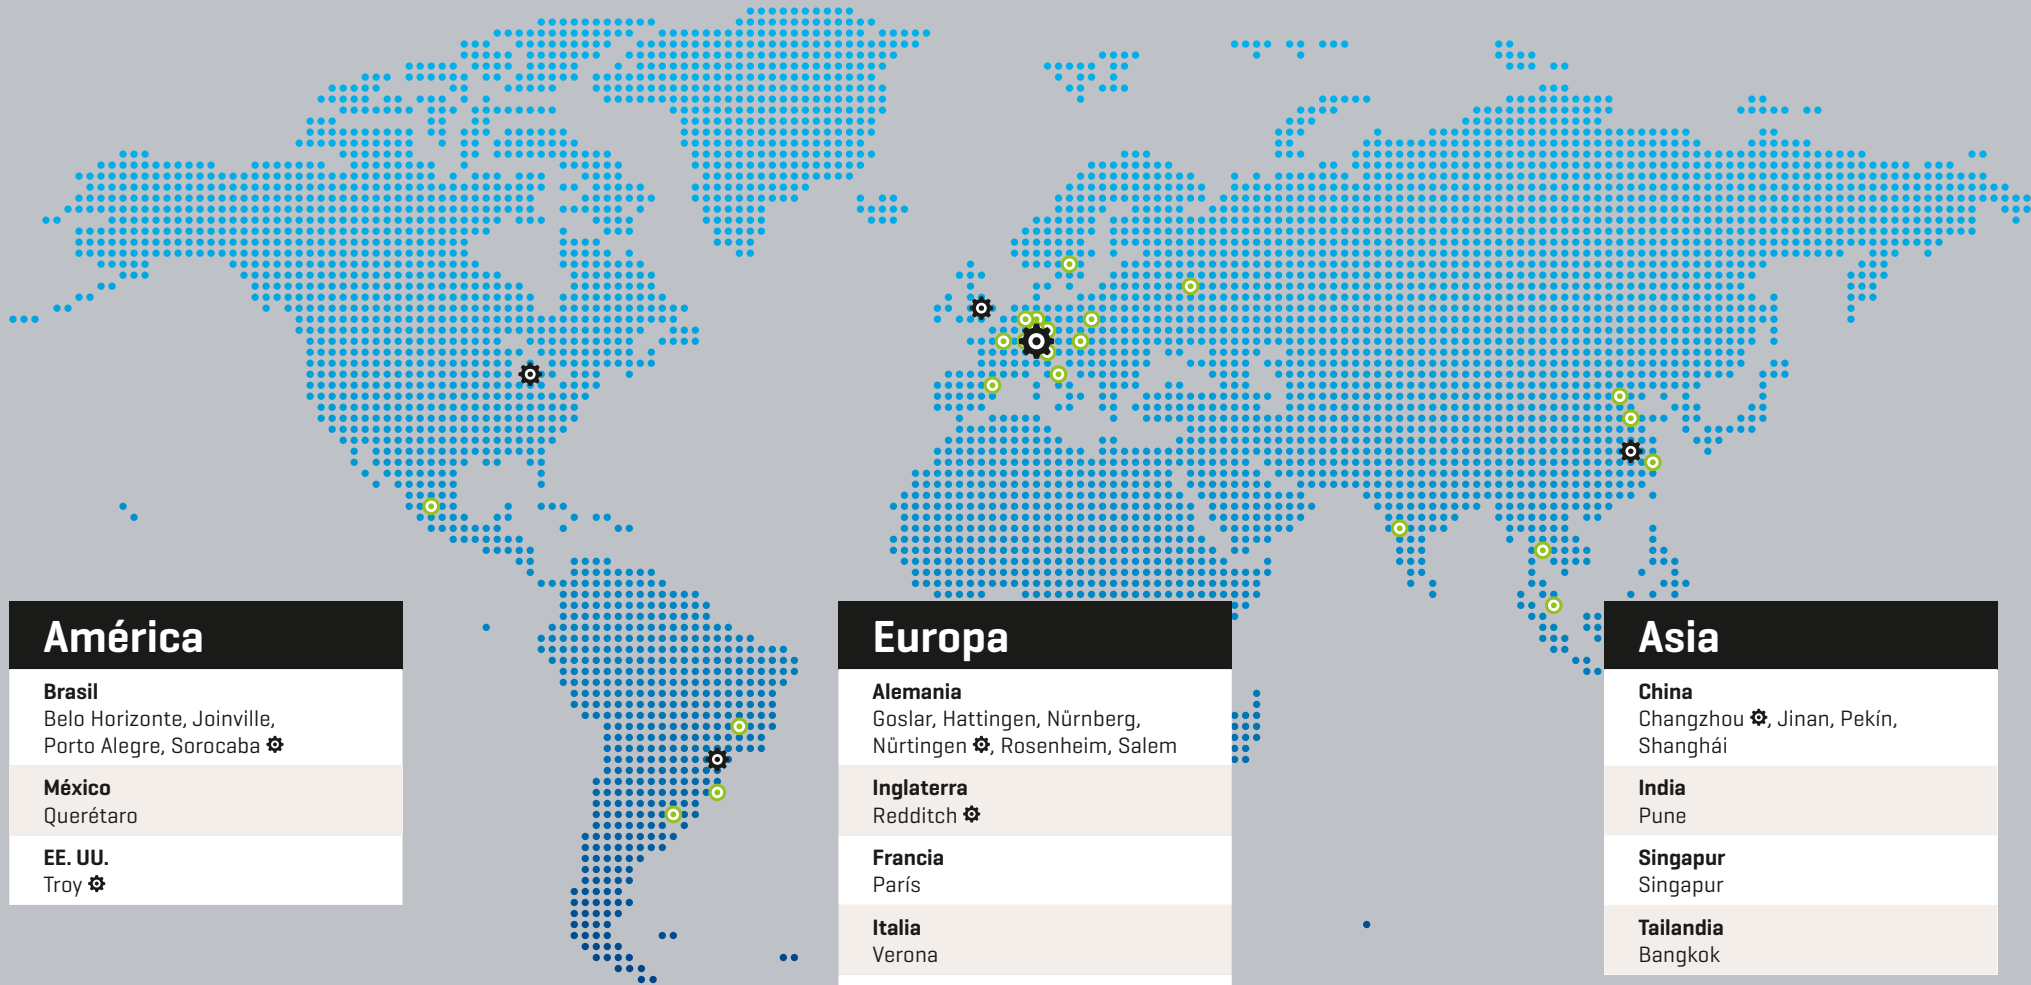 América
Brasil
Belo Horizonte, Joinville,
Porto Alegre, Sorocaba
México
Querétaro
EE. UU.
Troy
Europa
Alemania
Goslar, Hattingen, Nürnberg,
Nürtingen , Rosenheim, Salem
Inglaterra
Redditch
Francia
París
Italia
Verona
Asia
China
Changzhou , Jinan, Pekín,
Shanghái
India
Pune
Singapur
Singapur
Tailandia
Bangkok